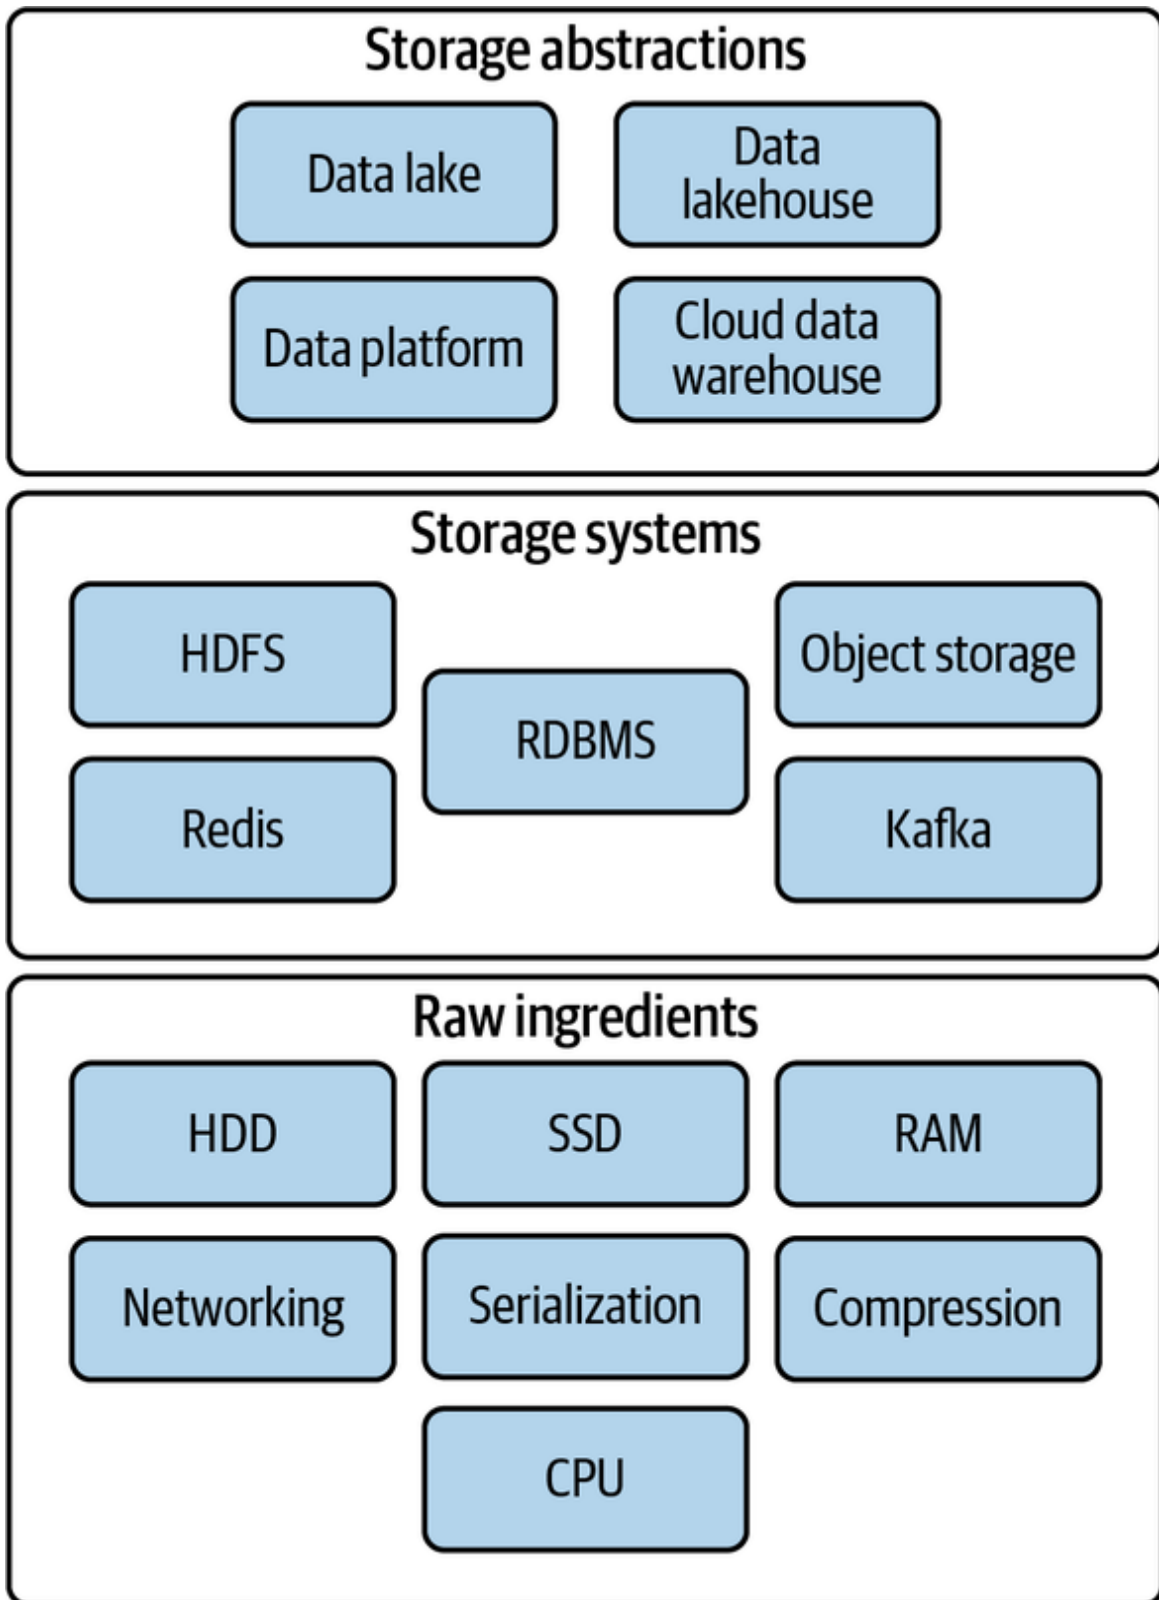 Storage abstractions
Data lake
Data
lakehouse
Data platform
Cloud data
warehouse
Storage systems
HDFS
Object storage
RDBMS
Redis
Kafka
Raw ingredients
HDD
SSD
RAM
Networking
Serialization
Compression
CPU